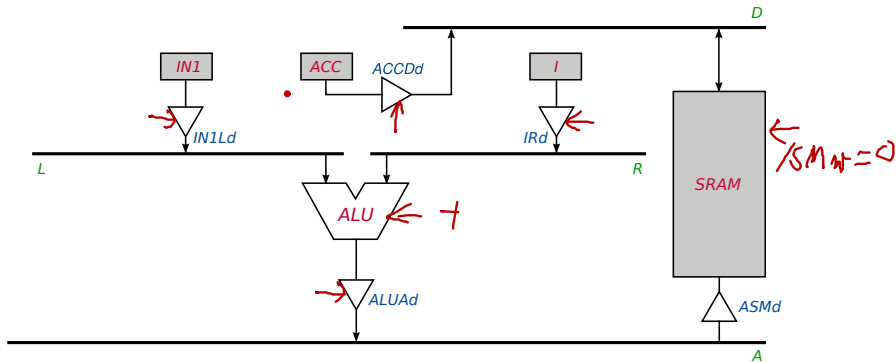 D
IN1
ACC
ACCDd
I
IN1Ld
IRd
L
R
SRAM
/SMw=0
ALU
+
ALUAd
ASMd
A